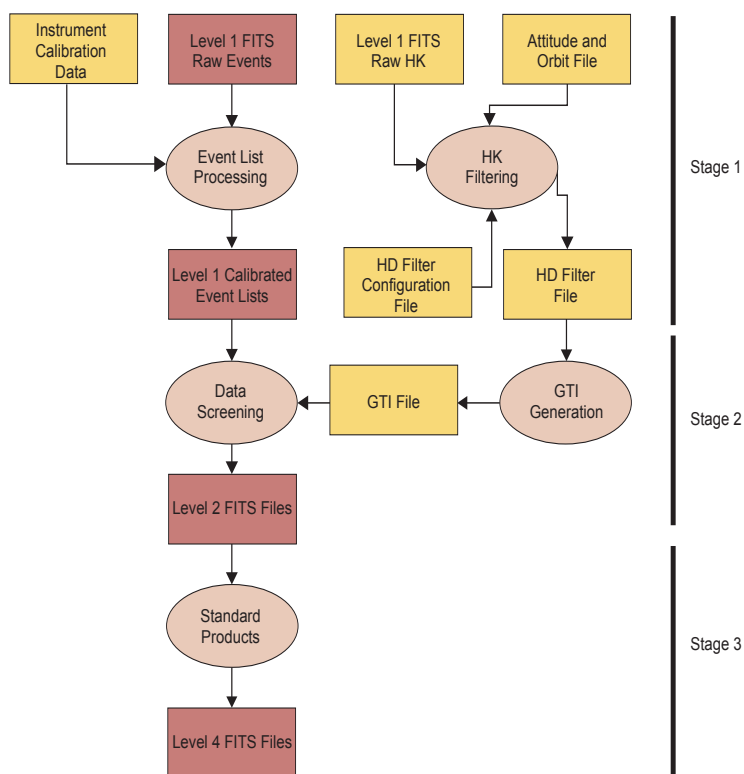 Instrument
Calibration
Data
Level 1 FITS
Raw Events
Level 1 FITS
Raw HK
Attitude and
Orbit File
Event List
Processing
HK
Filtering
Stage 1
Level 1 Calibrated
Event Lists
HD Filter
Configuration
File
HD Filter
File
Data
Screening
GTI File
GTI
Generation
Stage 2
Level 2 FITS Files
Standard
Products
Stage 3
Level 4 FITS Files